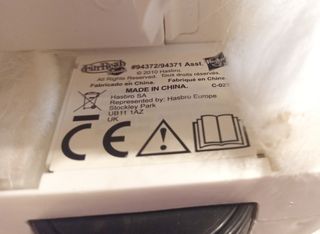 FurReal
#94372/94371 Asst.
© 2010 Hasbro.
All Rights Reserved. Tous droits réservés.
Fabricado en China. Fabriqué en Chine.
MADE IN CHINA.
Hasbro SA
Represented by: Hasbro Europe
Stockley Park
UB11 1AZ
UK
CE